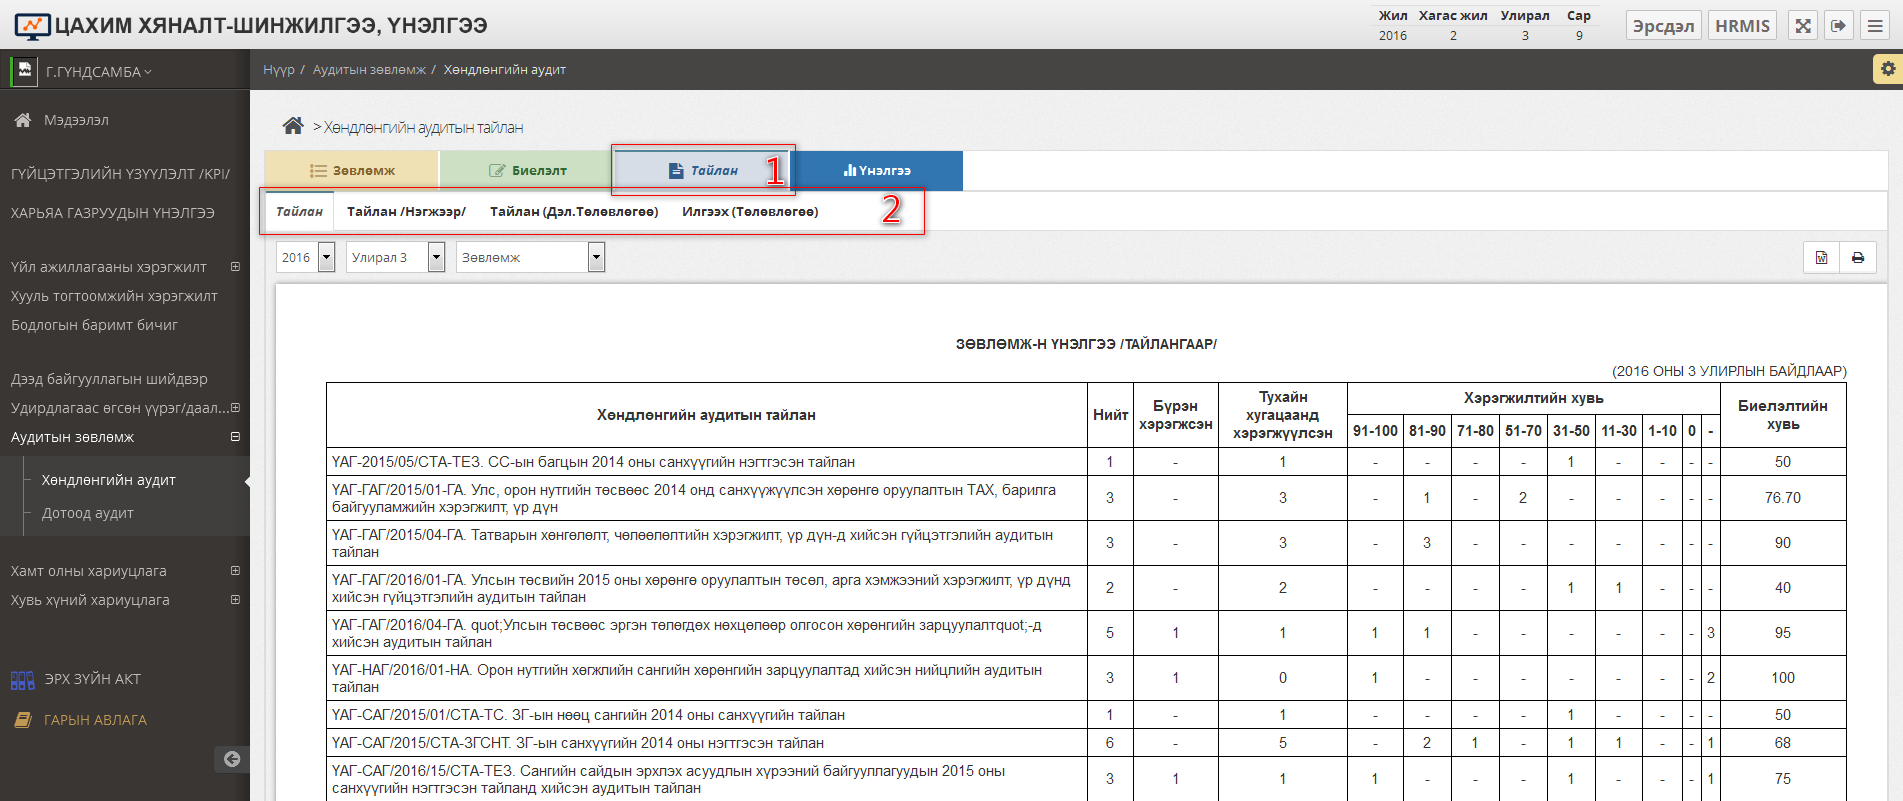 ЦАХИМ ХЯНАЛТ-ШИНЖИЛГЭЭ, ҮНЭЛГЭЭ
Жил Хагас жил Улирал Сар
2016 2 3 9
Эрсдэл HRMIS
Г.ГҮНДСАМБА
Нүүр / Аудитын зөвлөмж / Хөндлөнгийн аудит
Мэдээлэл
ГҮЙЦЭТГЭЛИЙН ҮЗҮҮЛЭЛТ /KPI/
ХАРЬЯА ГАЗРУУДЫН ҮНЭЛГЭЭ
Үйл ажиллагааны хэрэгжилт
Хууль тогтоомжийн хэрэгжилт
Бодлогын баримт бичиг
Дээд байгууллагын шийдвэр
Удирдлагаас өгсөн үүрэг/даал...
Аудитын зөвлөмж
Хөндлөнгийн аудит
Дотоод аудит
Хамт олны хариуцлага
Хувь хүний хариуцлага
ЭРХ ЗҮЙН АКТ
ГАРЫН АВЛАГА
> Хөндлөнгийн аудитын тайлан
Зөвлөмж Биелэлт Тайлан 1 Үнэлгээ
Тайлан Тайлан /Нэгжээр/ Тайлан (Дэл.Төлөвлөгөө) Илгээх (Төлөвлөгөө) 2
2016 Улирал 3 Зөвлөмж
ЗӨВЛӨМЖ-Н ҮНЭЛГЭЭ /ТАЙЛАНГААР/
(2016 ОНЫ 3 УЛИРЛЫН БАЙДЛААР)
Хөндлөнгийн аудитын тайлан Нийт Бүрэн хэрэгжсэн Тухайн хугацаанд хэрэгжүүлсэн Хэрэгжилтийн хувь Биелэлтийн хувь
91-100 81-90 71-80 51-70 31-50 11-30 1-10 0 -
ҮАГ-2015/05/СТА-ТЕЗ. СС-ын багцын 2014 оны санхүүгийн нэгтгэсэн тайлан 1 - 1 - - - - 1 - - - - 50
ҮАГ-ГАГ/2015/01-ГА. Улс, орон нутгийн төсвөөс 2014 онд санхүүжүүлсэн хөрөнгө оруулалтын ТАХ, барилга
байгууламжийн хэрэгжилт, үр дүн 3 - 3 - 1 - 2 - - - - - 76.70
ҮАГ-ГАГ/2015/04-ГА. Татварын хөнгөлөлт, чөлөөлөлтийн хэрэгжилт, үр дүн-д хийсэн гүйцэтгэлийн аудитын
тайлан 3 - 3 - 3 - - - - - - - 90
ҮАГ-ГАГ/2016/01-ГА. Улсын төсвийн 2015 оны хөрөнгө оруулалтын төсөл, арга хэмжээний хэрэгжилт, үр дүнд
хийсэн гүйцэтгэлийн аудитын тайлан 2 - 2 - - - - 1 1 - - - 40
ҮАГ-ГАГ/2016/04-ГА. quot;Улсын төсвөөс эргэн төлөгдөх нөхцөлөөр олгосон хөрөнгийн зарцуулалтquot;-д
хийсэн аудитын тайлан 5 1 1 1 1 - - - - - - 3 95
ҮАГ-НАГ/2016/01-НА. Орон нутгийн хөгжлийн сангийн хөрөнгийн зарцуулалтад хийсэн нийцлийн аудитын
тайлан 3 1 0 1 - - - - - - - 2 100
ҮАГ-САГ/2015/01/СТА-ТС. ЗГ-ын нөөц сангийн 2014 оны санхүүгийн тайлан 1 - 1 - - - - 1 - - - - 50
ҮАГ-САГ/2015/СТА-ЗГСНТ. ЗГ-ын санхүүгийн 2014 оны нэгтгэсэн тайлан 6 - 5 - 2 1 - 1 1 - - 1 68
ҮАГ-САГ/2016/15/СТА-ТЕЗ. Сангийн сайдын эрхлэх асуудлын хүрээний байгууллагуудын 2015 оны
санхүүгийн нэгтгэсэн тайланд хийсэн аудитын тайлан 3 1 1 1 - - - 1 - - - 1 75